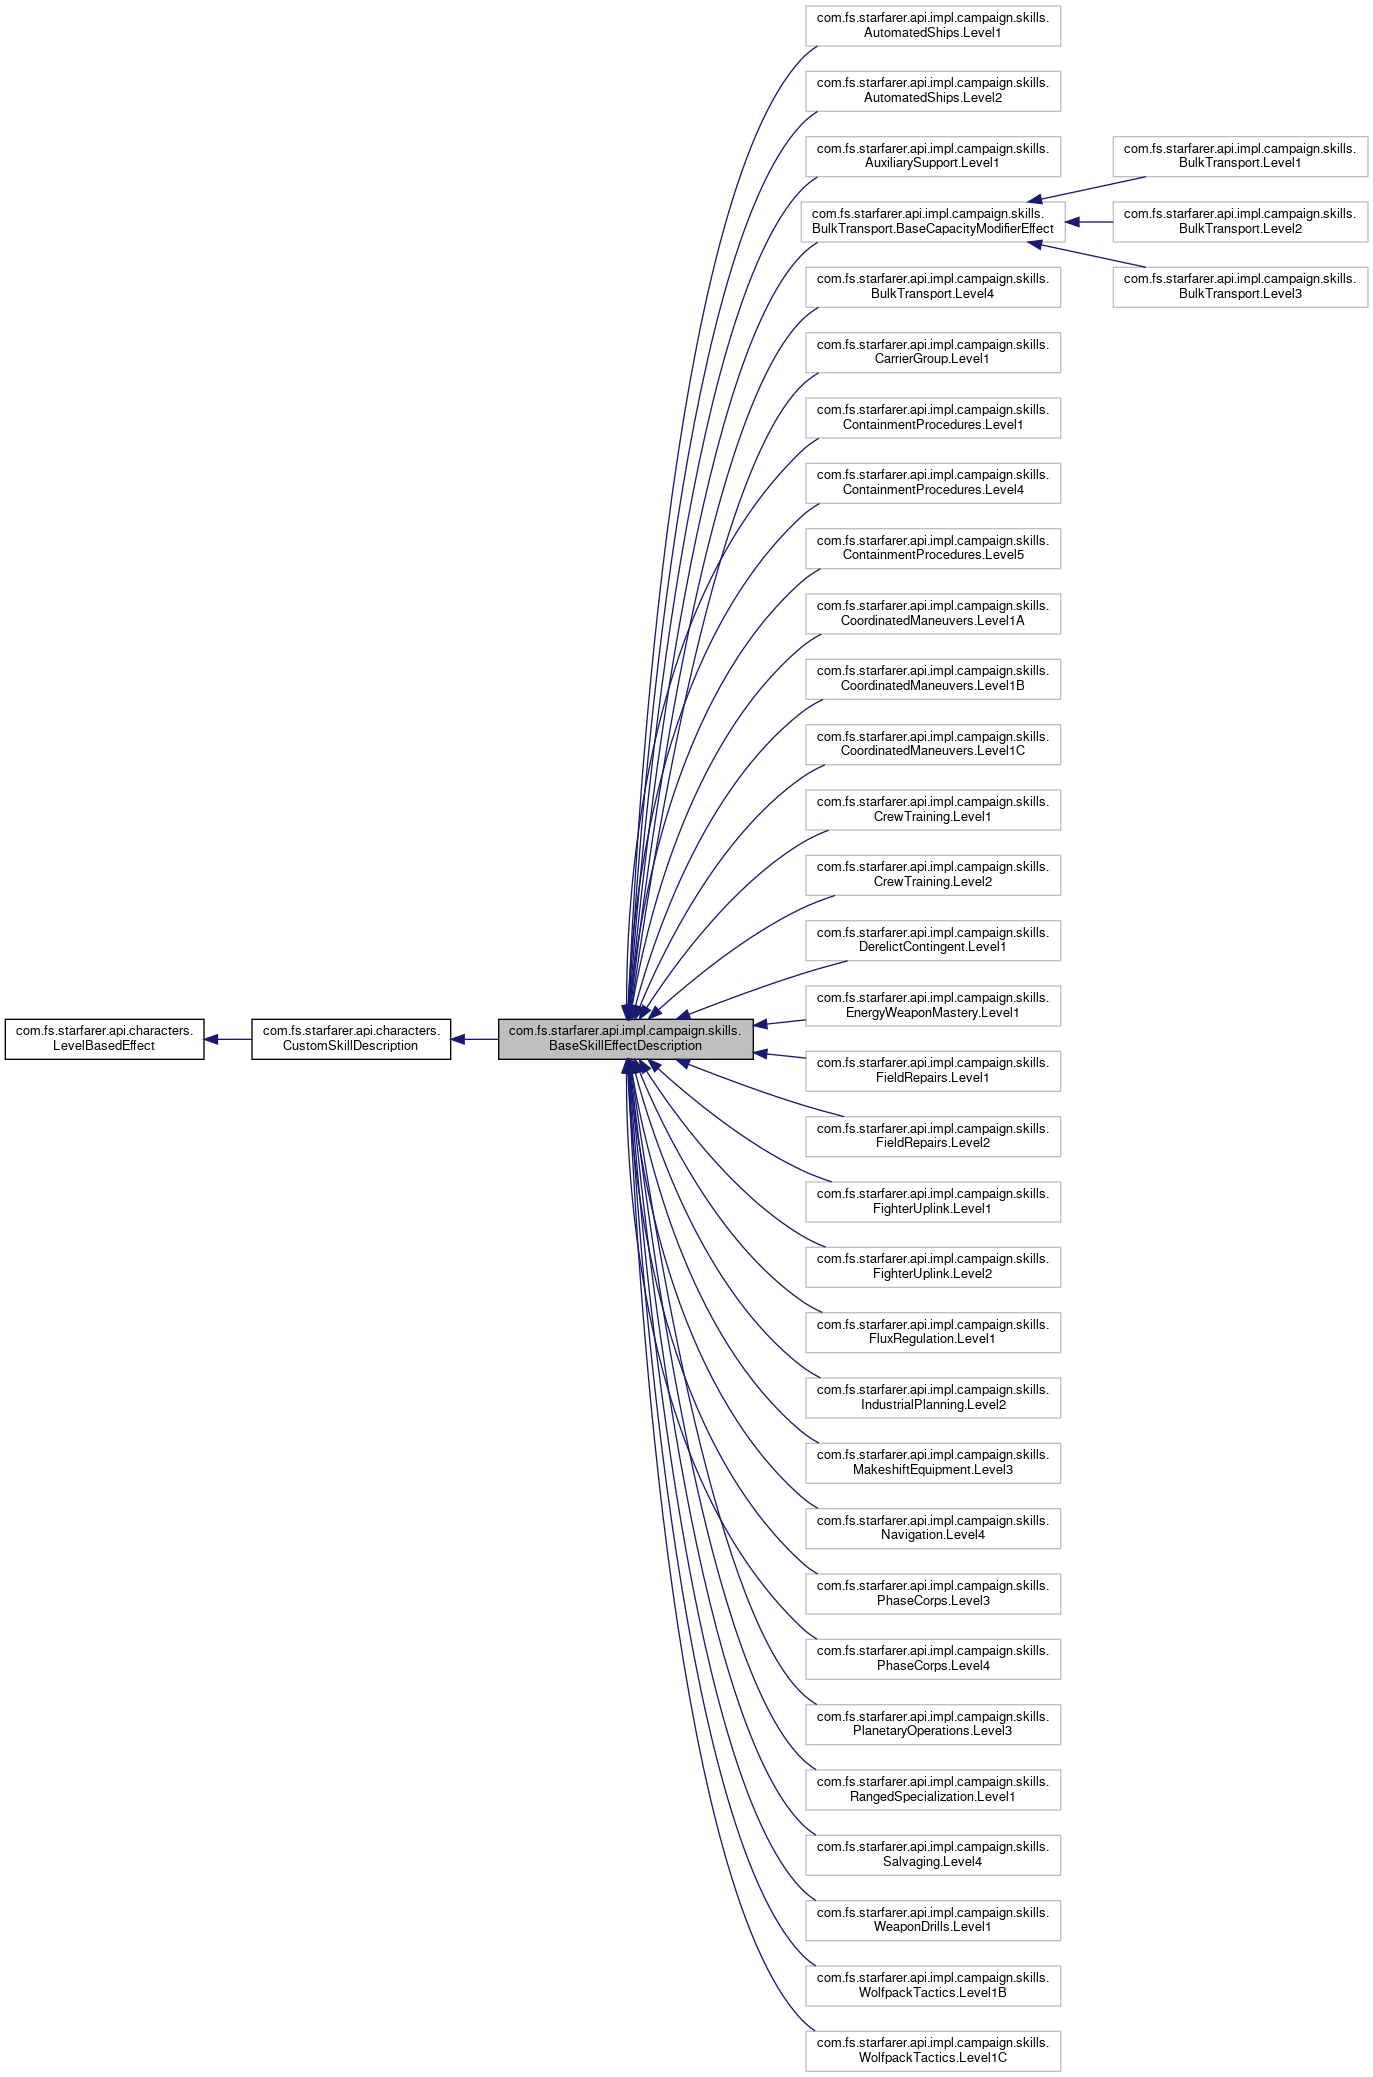 com.fs.starfarer.api.characters.
LevelBasedEffect
com.fs.starfarer.api.characters.
CustomSkillDescription
com.fs.starfarer.api.impl.campaign.skills.
BaseSkillEffectDescription
com.fs.starfarer.api.impl.campaign.skills.
AutomatedShips.Level1
com.fs.starfarer.api.impl.campaign.skills.
AutomatedShips.Level2
com.fs.starfarer.api.impl.campaign.skills.
AuxiliarySupport.Level1
com.fs.starfarer.api.impl.campaign.skills.
BulkTransport.BaseCapacityModifierEffect
com.fs.starfarer.api.impl.campaign.skills.
BulkTransport.Level1
com.fs.starfarer.api.impl.campaign.skills.
BulkTransport.Level2
com.fs.starfarer.api.impl.campaign.skills.
BulkTransport.Level3
com.fs.starfarer.api.impl.campaign.skills.
BulkTransport.Level4
com.fs.starfarer.api.impl.campaign.skills.
CarrierGroup.Level1
com.fs.starfarer.api.impl.campaign.skills.
ContainmentProcedures.Level1
com.fs.starfarer.api.impl.campaign.skills.
ContainmentProcedures.Level4
com.fs.starfarer.api.impl.campaign.skills.
ContainmentProcedures.Level5
com.fs.starfarer.api.impl.campaign.skills.
CoordinatedManeuvers.Level1A
com.fs.starfarer.api.impl.campaign.skills.
CoordinatedManeuvers.Level1B
com.fs.starfarer.api.impl.campaign.skills.
CoordinatedManeuvers.Level1C
com.fs.starfarer.api.impl.campaign.skills.
CrewTraining.Level1
com.fs.starfarer.api.impl.campaign.skills.
CrewTraining.Level2
com.fs.starfarer.api.impl.campaign.skills.
DerelictContingent.Level1
com.fs.starfarer.api.impl.campaign.skills.
EnergyWeaponMastery.Level1
com.fs.starfarer.api.impl.campaign.skills.
FieldRepairs.Level1
com.fs.starfarer.api.impl.campaign.skills.
FieldRepairs.Level2
com.fs.starfarer.api.impl.campaign.skills.
FighterUplink.Level1
com.fs.starfarer.api.impl.campaign.skills.
FighterUplink.Level2
com.fs.starfarer.api.impl.campaign.skills.
FluxRegulation.Level1
com.fs.starfarer.api.impl.campaign.skills.
IndustrialPlanning.Level2
com.fs.starfarer.api.impl.campaign.skills.
MakeshiftEquipment.Level3
com.fs.starfarer.api.impl.campaign.skills.
Navigation.Level4
com.fs.starfarer.api.impl.campaign.skills.
PhaseCorps.Level3
com.fs.starfarer.api.impl.campaign.skills.
PhaseCorps.Level4
com.fs.starfarer.api.impl.campaign.skills.
PlanetaryOperations.Level3
com.fs.starfarer.api.impl.campaign.skills.
RangedSpecialization.Level1
com.fs.starfarer.api.impl.campaign.skills.
Salvaging.Level4
com.fs.starfarer.api.impl.campaign.skills.
WeaponDrills.Level1
com.fs.starfarer.api.impl.campaign.skills.
WolfpackTactics.Level1B
com.fs.starfarer.api.impl.campaign.skills.
WolfpackTactics.Level1C